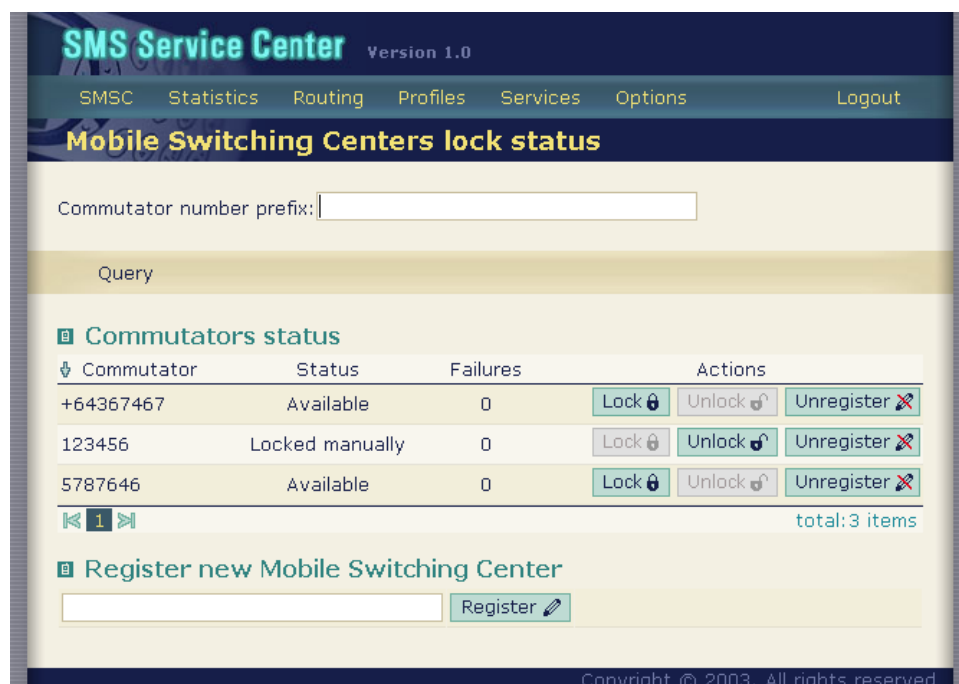 SMS Service Center Version 1.0
SMSC Statistics Routing Profiles Services Options Logout
Mobile Switching Centers lock status
Commutator number prefix:
Query
Commutators status
Commutator Status Failures Actions
+64367467 Available 0 Lock Unlock Unregister
123456 Locked manually 0 Lock Unlock Unregister
5787646 Available 0 Lock Unlock Unregister
1 total:3 items
Register new Mobile Switching Center
Register
Copyright © 2003. All rights reserved